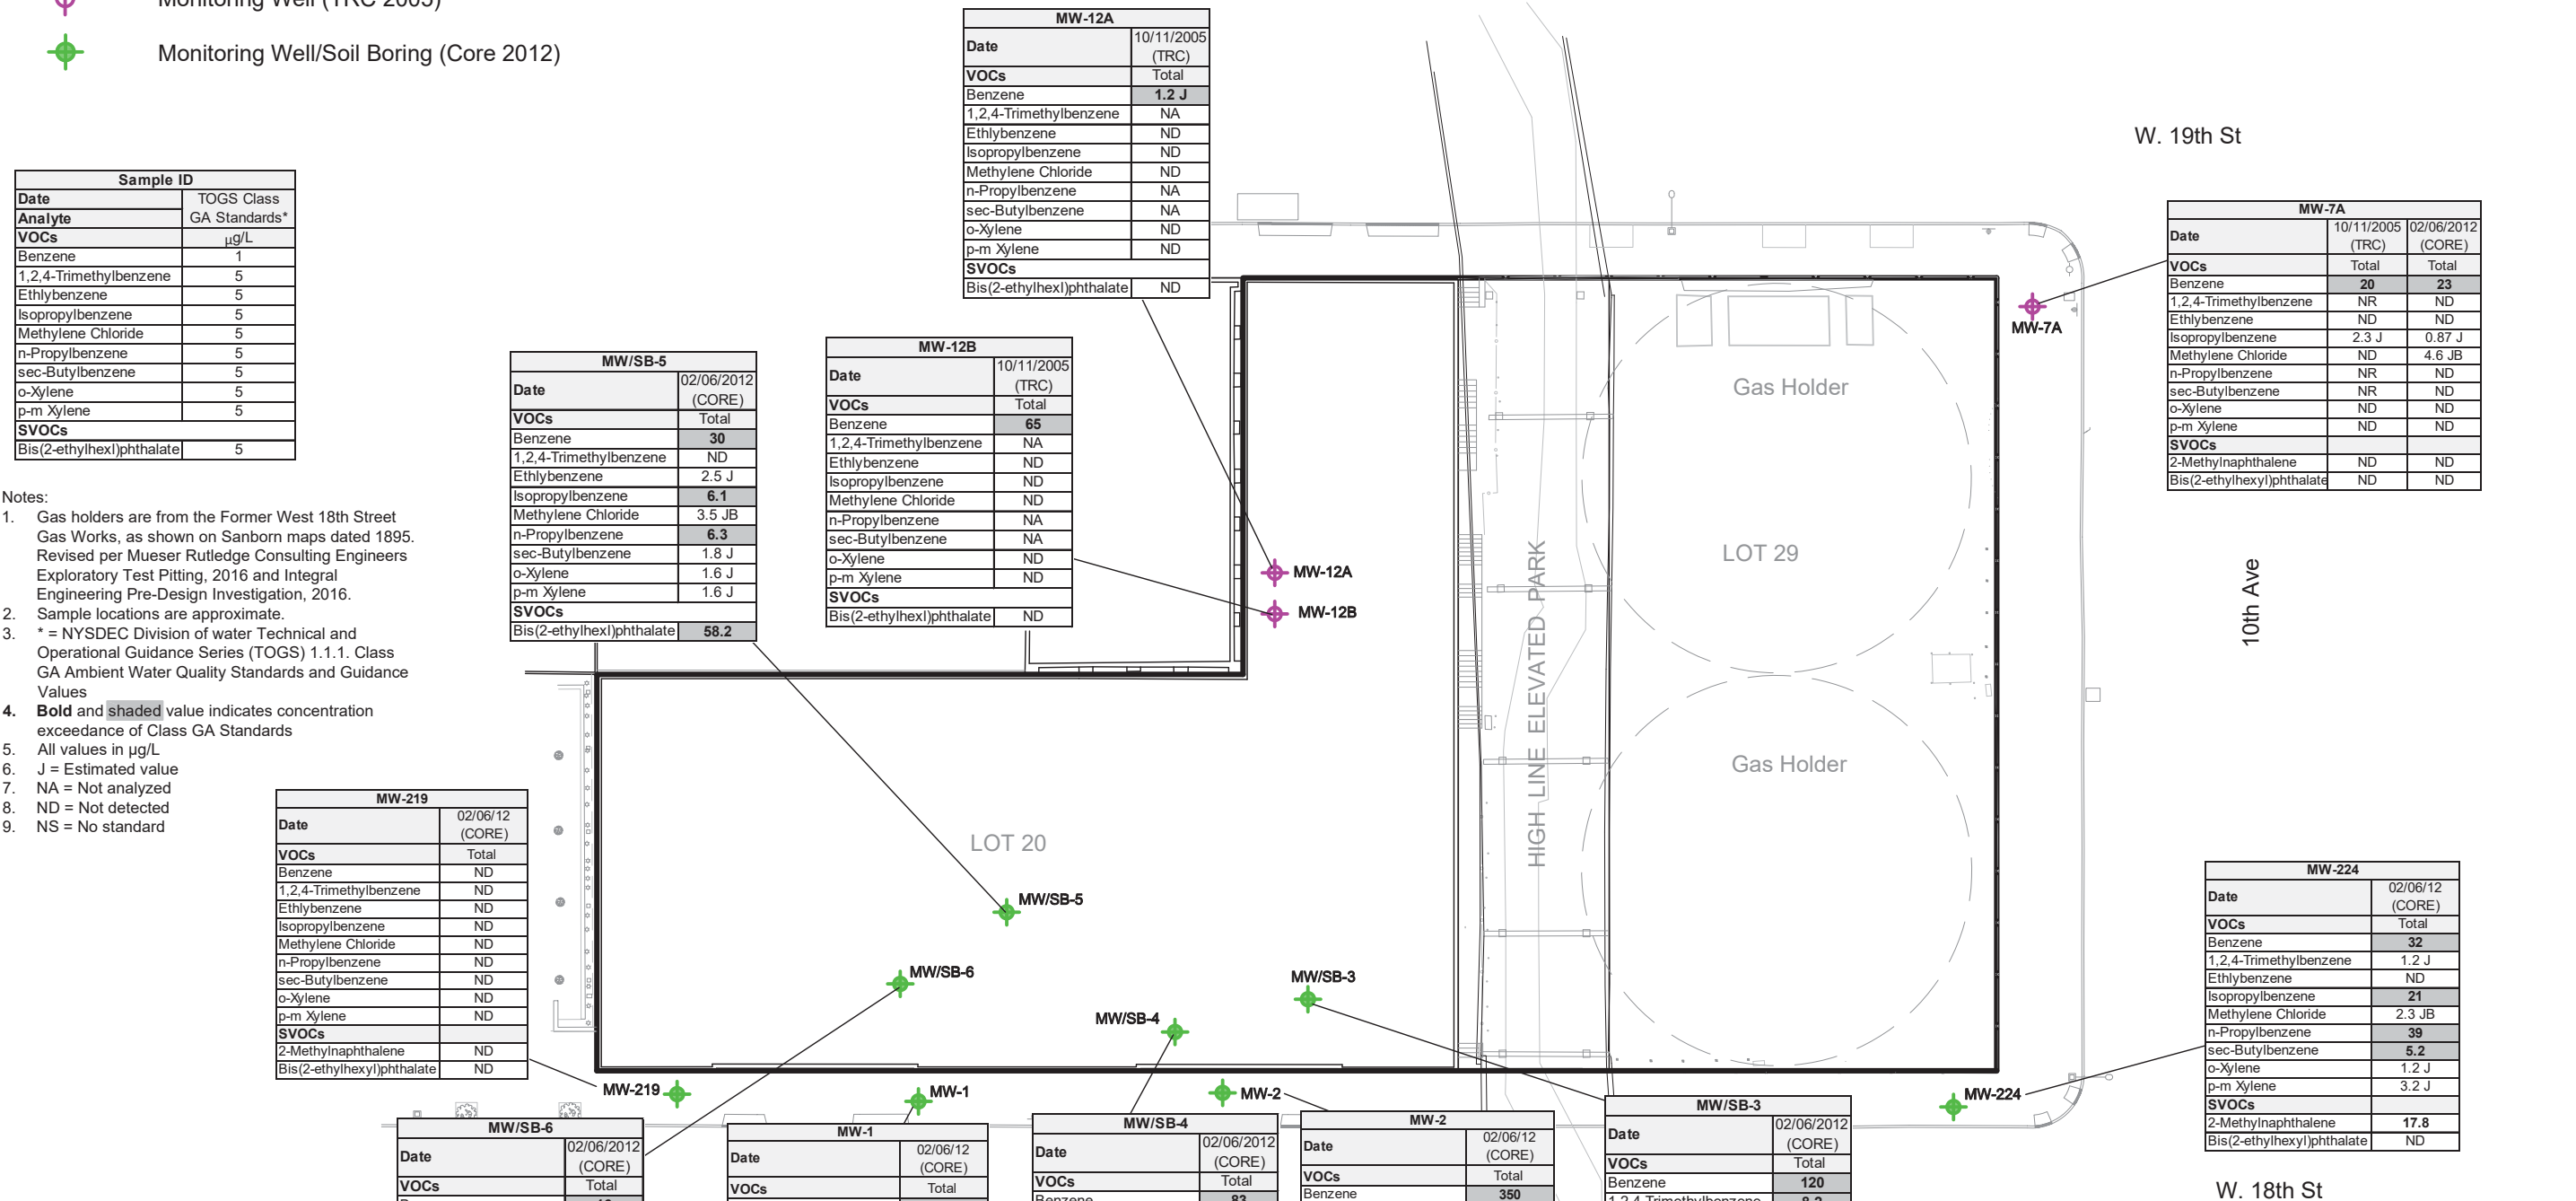 Monitoring Well (TRC 2005)
Monitoring Well/Soil Boring (Core 2012)
Sample ID
Date TOGS Class
Analyte GA Standards*
VOCs µg/L
Benzene 1
1,2,4-Trimethylbenzene 5
Ethlybenzene 5
Isopropylbenzene 5
Methylene Chloride 5
n-Propylbenzene 5
sec-Butylbenzene 5
o-Xylene 5
p-m Xylene 5
SVOCs
Bis(2-ethylhexl)phthalate 5
Notes:
1. Gas holders are from the Former West 18th Street
Gas Works, as shown on Sanborn maps dated 1895.
Revised per Mueser Rutledge Consulting Engineers
Exploratory Test Pitting, 2016 and Integral
Engineering Pre-Design Investigation, 2016.
2. Sample locations are approximate.
3. * = NYSDEC Division of water Technical and
Operational Guidance Series (TOGS) 1.1.1. Class
GA Ambient Water Quality Standards and Guidance
Values
4. Bold and shaded value indicates concentration
exceedance of Class GA Standards
5. All values in µg/L
6. J = Estimated value
7. NA = Not analyzed
8. ND = Not detected
9. NS = No standard
MW-12A
Date 10/11/2005
(TRC)
VOCs Total
Benzene 1.2 J
1,2,4-Trimethylbenzene NA
Ethlybenzene ND
Isopropylbenzene ND
Methylene Chloride ND
n-Propylbenzene NA
sec-Butylbenzene NA
o-Xylene ND
p-m Xylene ND
SVOCs
Bis(2-ethylhexl)phthalate ND
MW/SB-5
Date 02/06/2012
(CORE)
VOCs Total
Benzene 30
1,2,4-Trimethylbenzene ND
Ethlybenzene 2.5 J
Isopropylbenzene 6.1
Methylene Chloride 3.5 JB
n-Propylbenzene 6.3
sec-Butylbenzene 1.8 J
o-Xylene 1.6 J
p-m Xylene 1.6 J
SVOCs
Bis(2-ethylhexl)phthalate 58.2
MW-12B
Date 10/11/2005
(TRC)
VOCs Total
Benzene 65
1,2,4-Trimethylbenzene NA
Ethlybenzene ND
Isopropylbenzene ND
Methylene Chloride ND
n-Propylbenzene NA
sec-Butylbenzene NA
o-Xylene ND
p-m Xylene ND
SVOCs
Bis(2-ethylhexl)phthalate ND
W. 19th St
MW-7A
Date 10/11/2005 02/06/2012
(TRC) (CORE)
VOCs Total Total
Benzene 20 23
1,2,4-Trimethylbenzene NR ND
Ethlybenzene ND ND
Isopropylbenzene 2.3 J 0.87 J
Methylene Chloride ND 4.6 JB
n-Propylbenzene NR ND
sec-Butylbenzene NR ND
o-Xylene ND ND
p-m Xylene ND ND
SVOCs
2-Methylnaphthalene ND ND
Bis(2-ethylhexyl)phthalate ND ND
MW-7A
Gas Holder
LOT 29
HIGH LINE ELEVATED PARK
10th Ave
MW-12A
MW-12B
Gas Holder
LOT 20
MW/SB-5
MW/SB-6
MW/SB-3
MW/SB-4
MW-219
Date 02/06/12
(CORE)
VOCs Total
Benzene ND
1,2,4-Trimethylbenzene ND
Ethlybenzene ND
Isopropylbenzene ND
Methylene Chloride ND
n-Propylbenzene ND
sec-Butylbenzene ND
o-Xylene ND
p-m Xylene ND
SVOCs
2-Methylnaphthalene ND
Bis(2-ethylhexyl)phthalate ND
MW-219
MW-1
MW-2
MW-224
MW-224
Date 02/06/12
(CORE)
VOCs Total
Benzene 32
1,2,4-Trimethylbenzene 1.2 J
Ethlybenzene ND
Isopropylbenzene 21
Methylene Chloride 2.3 JB
n-Propylbenzene 39
sec-Butylbenzene 5.2
o-Xylene 1.2 J
p-m Xylene 3.2 J
SVOCs
2-Methylnaphthalene 17.8
Bis(2-ethylhexyl)phthalate ND
MW/SB-6
Date 02/06/2012
(CORE)
VOCs Total
MW-1
Date 02/06/12
(CORE)
VOCs Total
MW/SB-4
Date 02/06/2012
(CORE)
VOCs Total
Benzene 83
MW-2
Date 02/06/12
(CORE)
VOCs Total
Benzene 350
MW/SB-3
Date 02/06/2012
(CORE)
VOCs Total
Benzene 120
1,2,4-Trimethylbenzene 8.2
W. 18th St